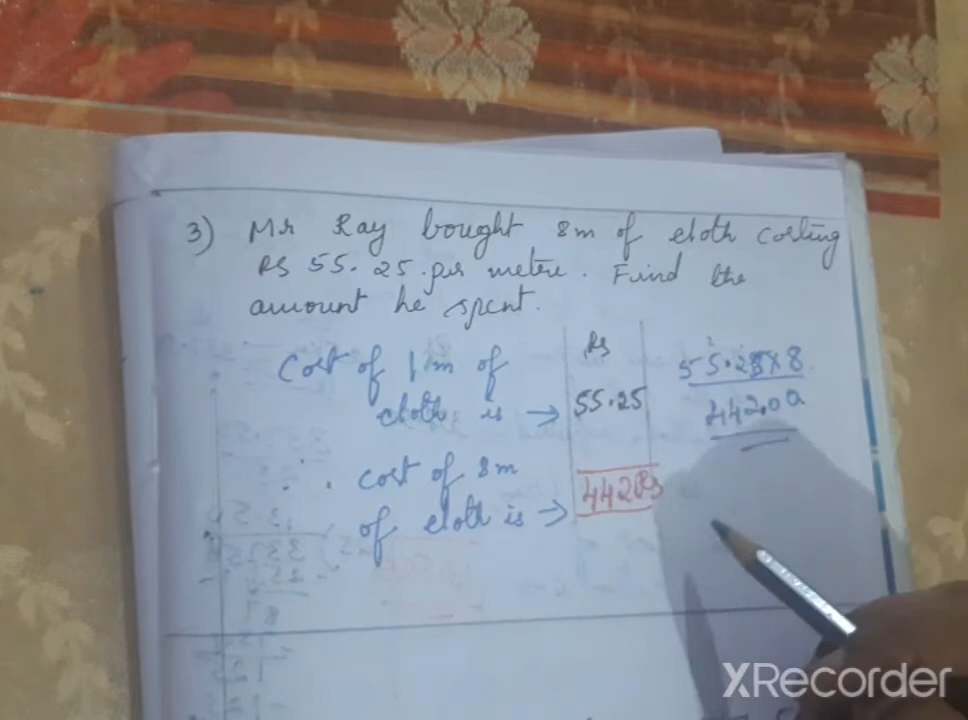 3) Mr Ray bought 8m of cloth costing
RS 55.25 per metre. Find the
amount he spent.
Cost of 1m of
cloth is →
Rs
55.25
55.25 x 8
442.00
∴ cost of 8m
of cloth is →
442Rs
XRecorder